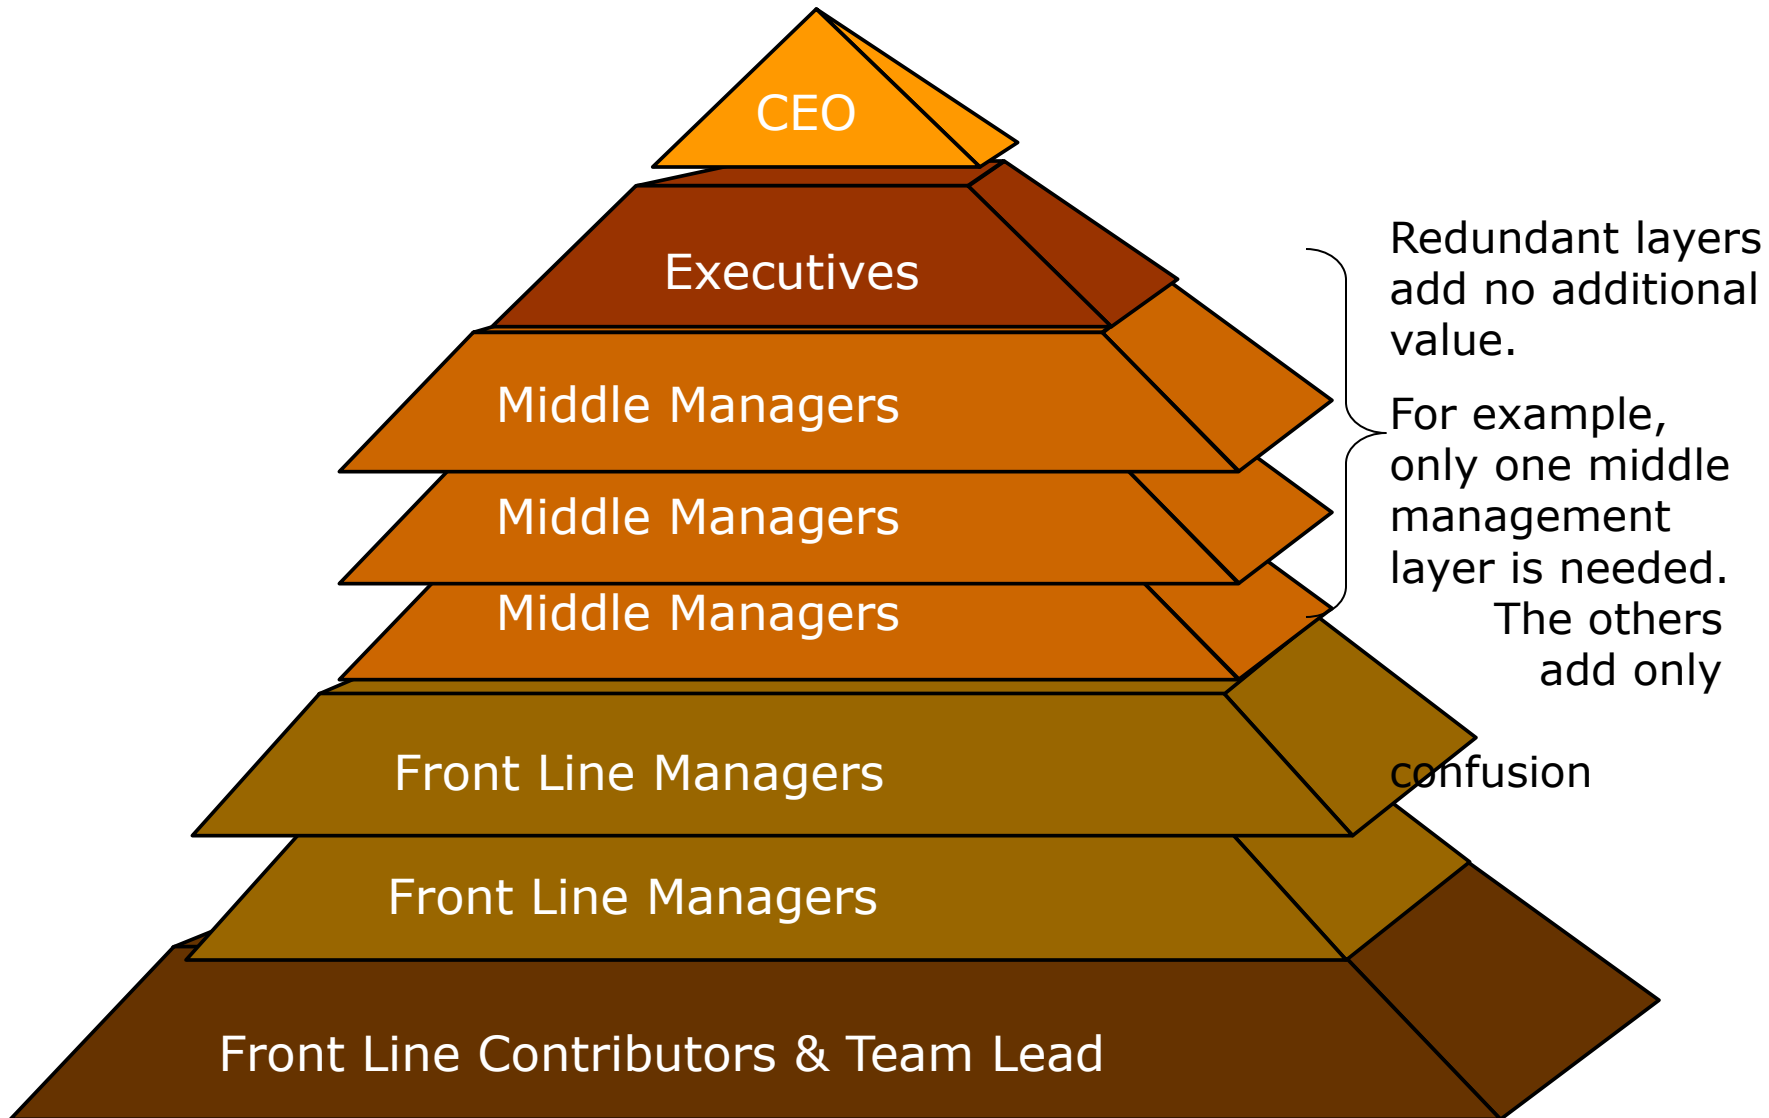 CEO
Executives
Middle Managers
Middle Managers
Middle Managers
Front Line Managers
Front Line Managers
Front Line Contributors & Team Lead
Redundant layers
add no additional
value.
For example,
only one middle
management
layer is needed.
The others
add only
confusion